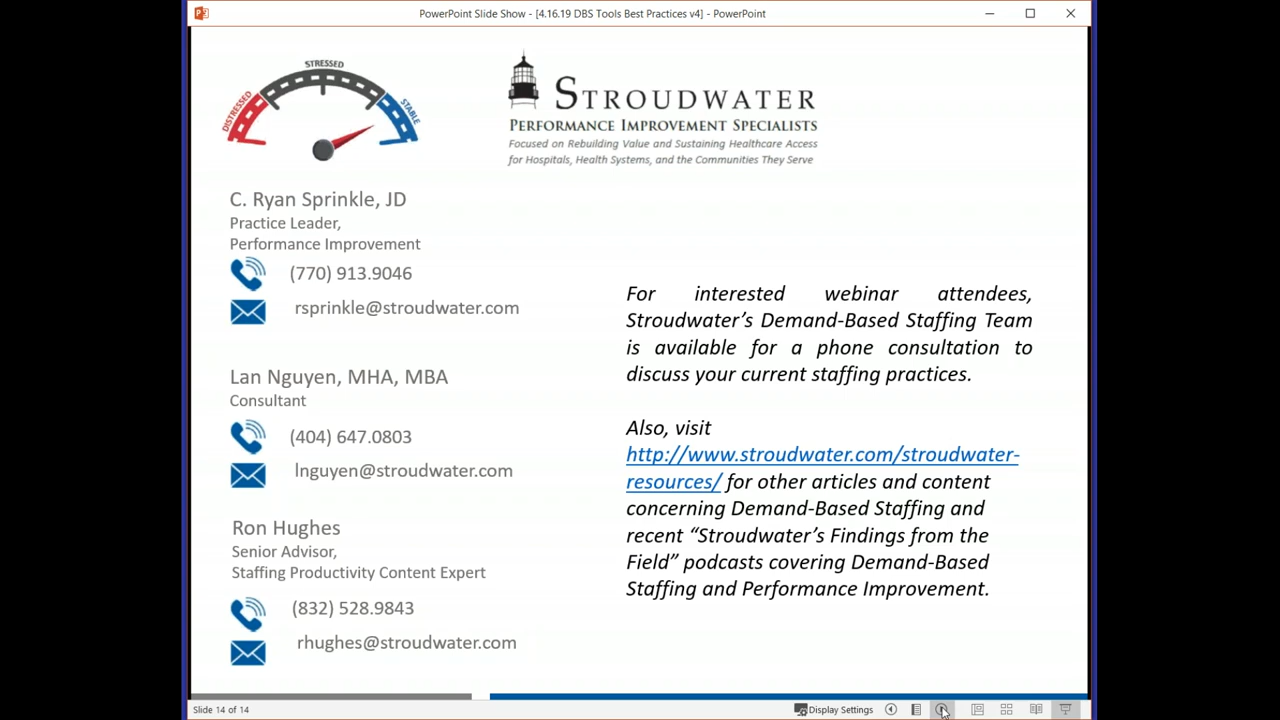 PowerPoint Slide Show - [4.16.19 DBS Tools Best Practices v4] - PowerPoint
DISTRESSED
STRESSED
STABLE
STROUDWATER
PERFORMANCE IMPROVEMENT SPECIALISTS
Focused on Rebuilding Value and Sustaining Healthcare Access
for Hospitals, Health Systems, and the Communities They Serve
C. Ryan Sprinkle, JD
Practice Leader,
Performance Improvement
(770) 913.9046
rsprinkle@stroudwater.com
Lan Nguyen, MHA, MBA
Consultant
(404) 647.0803
lnguyen@stroudwater.com
Ron Hughes
Senior Advisor,
Staffing Productivity Content Expert
(832) 528.9843
rhughes@stroudwater.com
For interested webinar attendees,
Stroudwater’s Demand-Based Staffing Team
is available for a phone consultation to
discuss your current staffing practices.
Also, visit
http://www.stroudwater.com/stroudwater-
resources/ for other articles and content
concerning Demand-Based Staffing and
recent “Stroudwater’s Findings from the
Field” podcasts covering Demand-Based
Staffing and Performance Improvement.
Slide 14 of 14
Display Settings